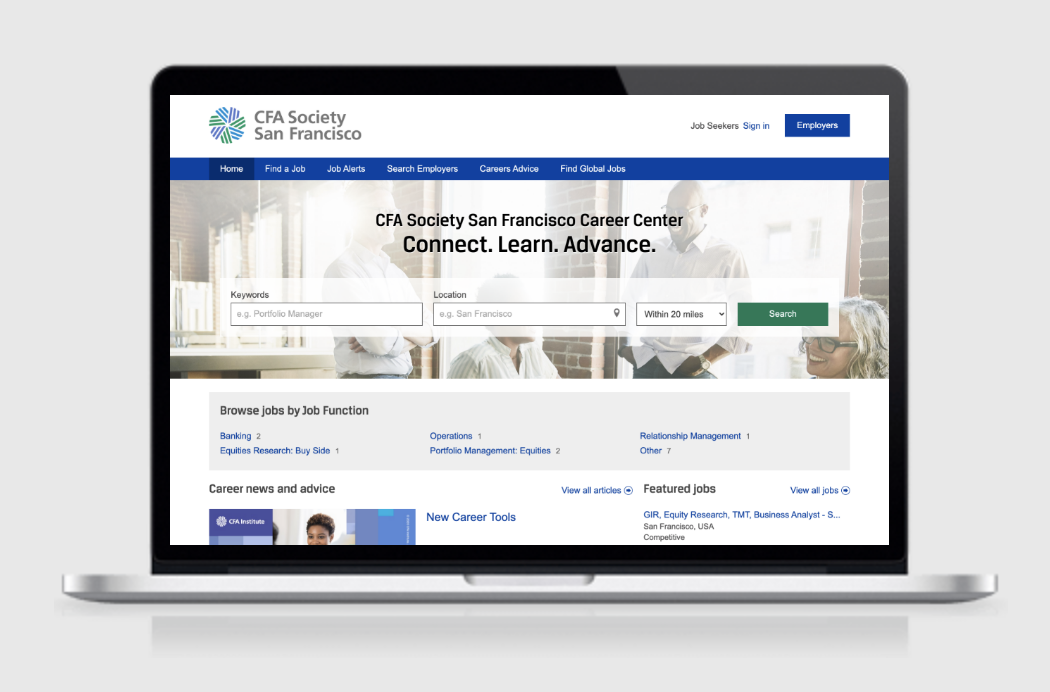 CFA Society
San Francisco
Job Seekers Sign in Employers
Home Find a Job Job Alerts Search Employers Careers Advice Find Global Jobs
CFA Society San Francisco Career Center
Connect. Learn. Advance.
Keywords Location
e.g. Portfolio Manager e.g. San Francisco Within 20 miles Search
Browse jobs by Job Function
Banking 2 Operations 1 Relationship Management 1
Equities Research: Buy Side 1 Portfolio Management: Equities 2 Other 7
Career news and advice View all articles Featured jobs View all jobs
CFA Institute New Career Tools GIR, Equity Research, TMT, Business Analyst - S...
San Francisco, USA
Competitive